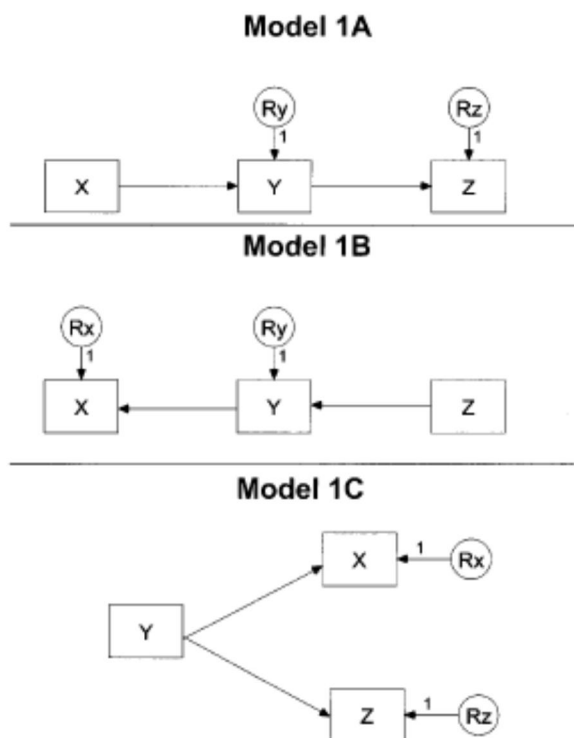 Model 1A
Ry Rz
1 1
X Y Z
Model 1B
Rx Ry
1 1
X Y Z
Model 1C
X 1 Rx
Y
Z 1 Rz